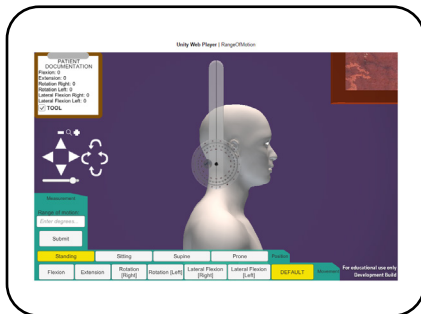 Unity Web Player | RangeOfMotion
PATIENT
DOCUMENTATION
Flexion: 0
Extension: 0
Rotation Right: 0
Rotation Left: 0
Lateral Flexion Right: 0
Lateral Flexion Left: 0
TOOL
Measurement
Range of motion:
Enter degrees...
Submit
Standing
Sitting
Supine
Prone
Position
Flexion
Extension
Rotation
[Right]
Rotation [Left]
Lateral Flexion
[Right]
Lateral Flexion
[Left]
DEFAULT
Movement
For educational use only
Development Build